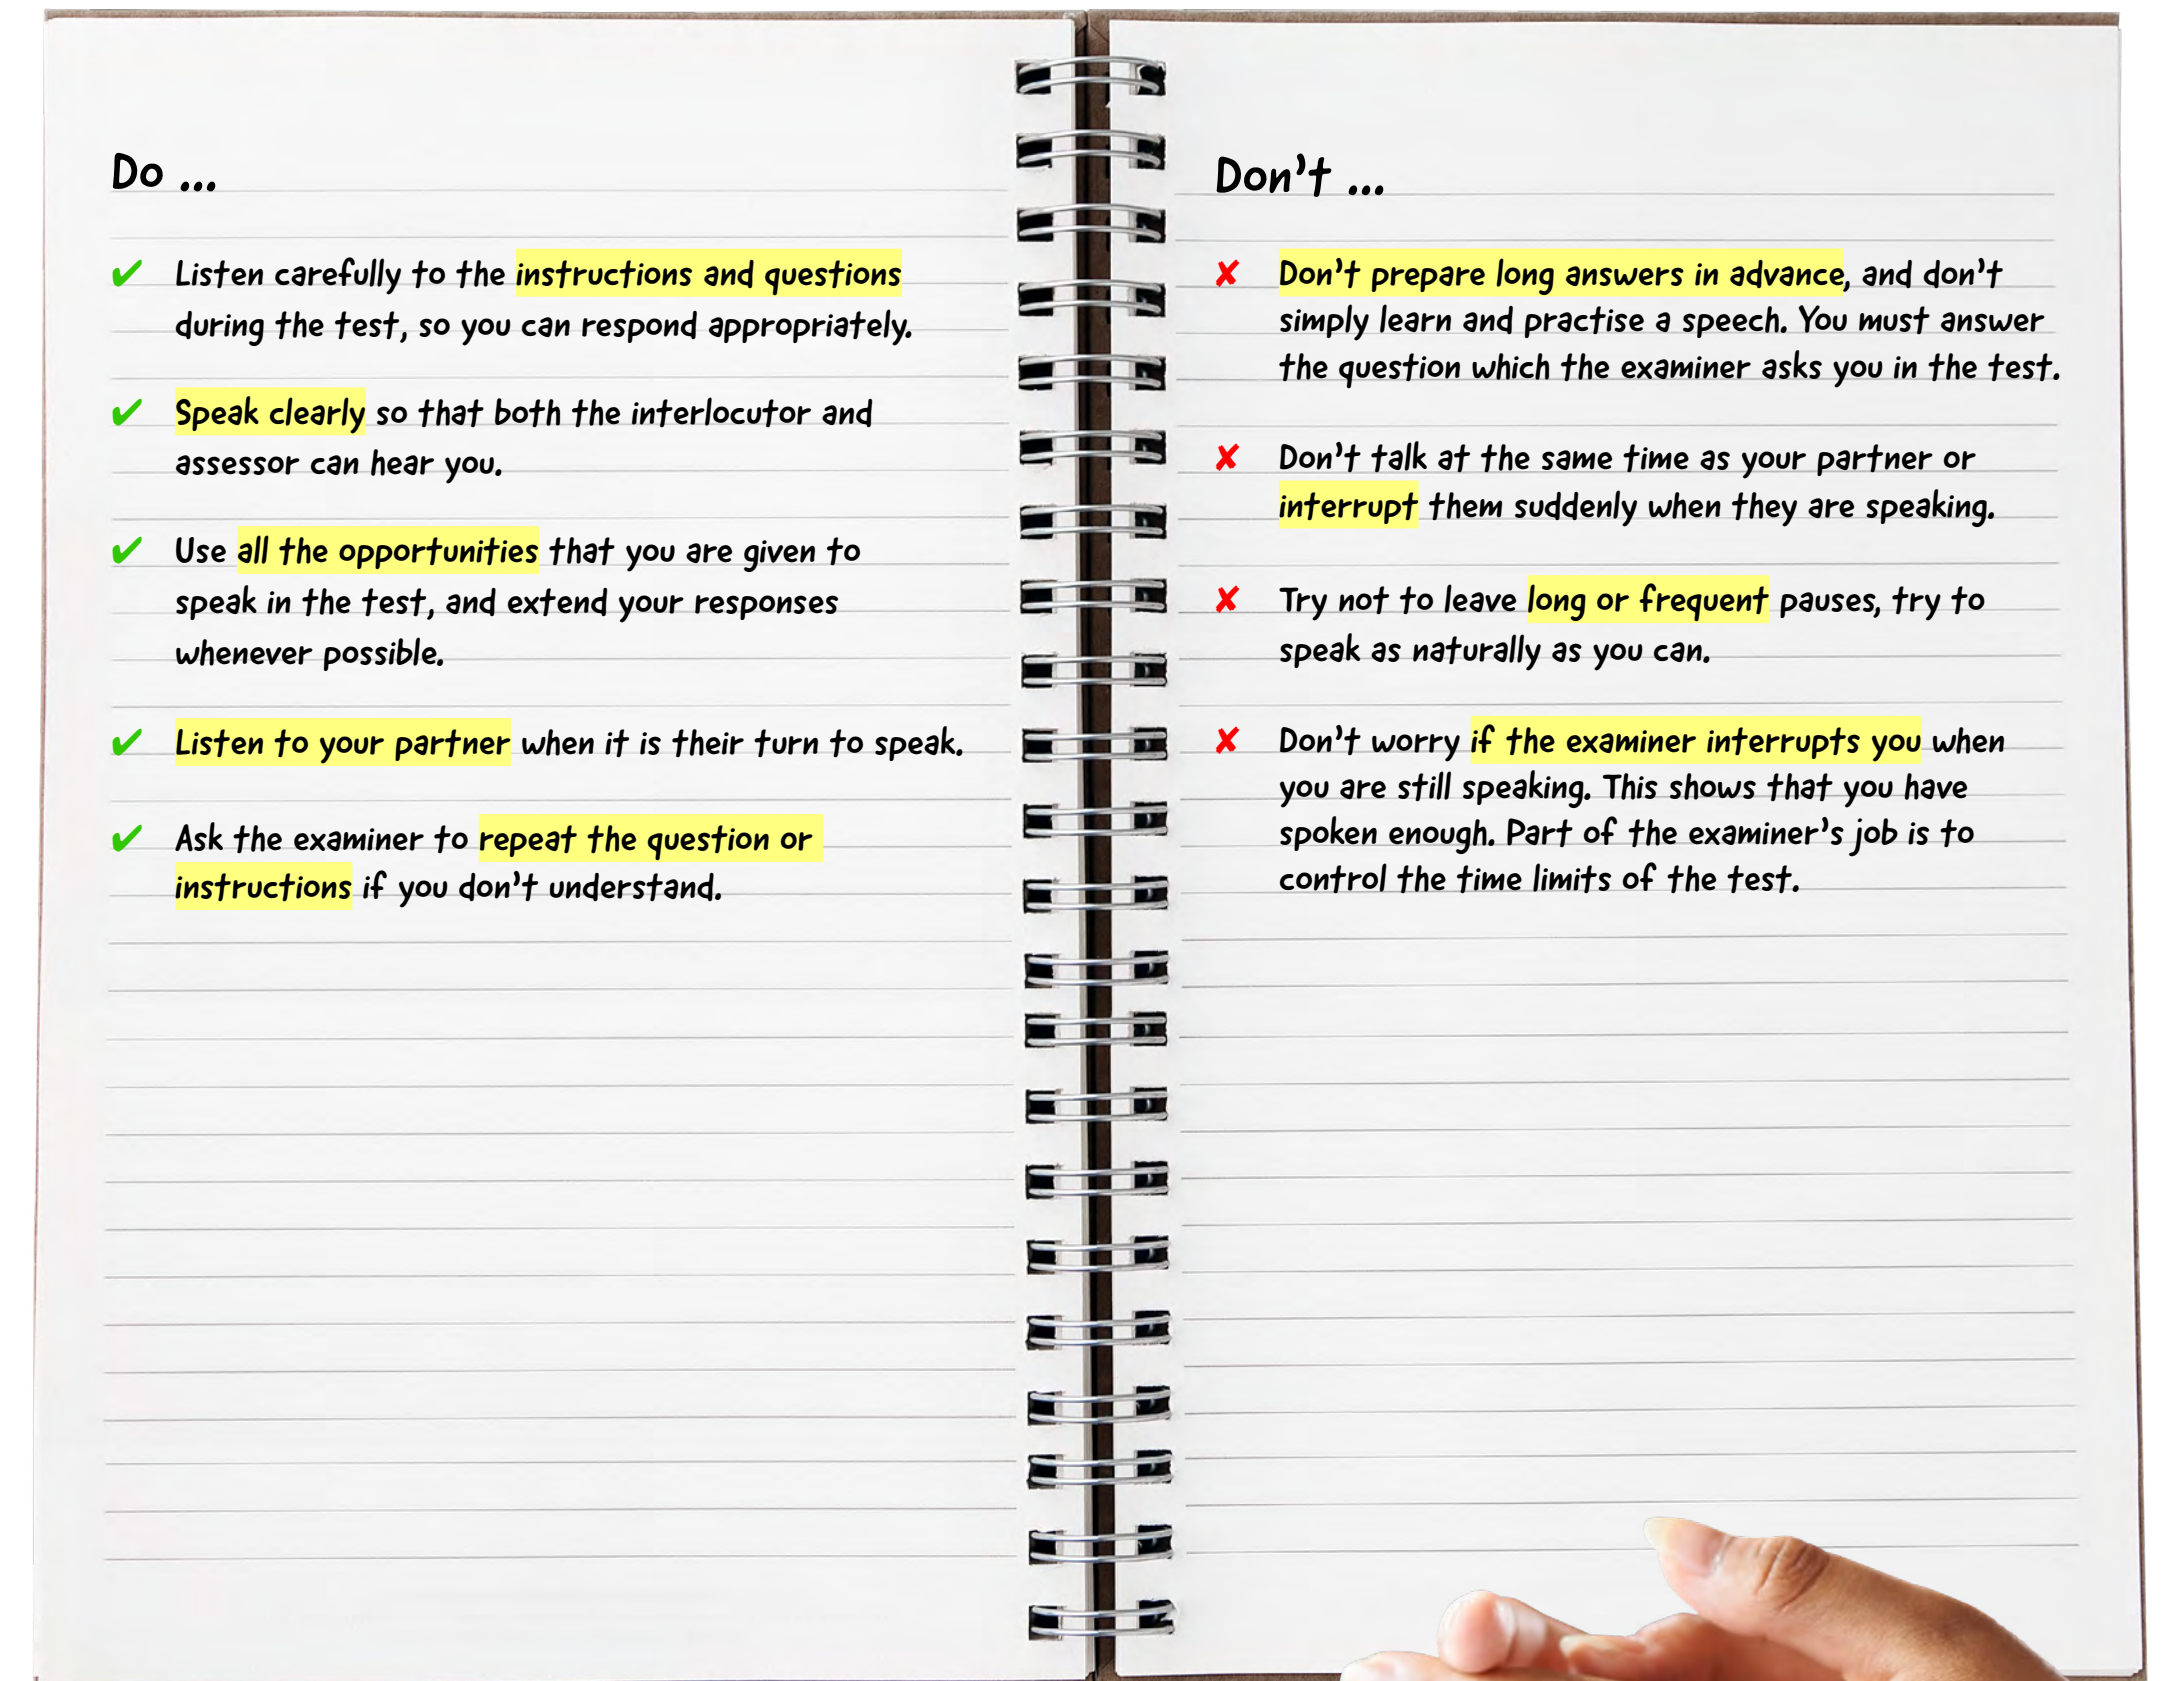 Do ...
✔ Listen carefully to the instructions and questions
during the test, so you can respond appropriately.
✔ Speak clearly so that both the interlocutor and
assessor can hear you.
✔ Use all the opportunities that you are given to
speak in the test, and extend your responses
whenever possible.
✔ Listen to your partner when it is their turn to speak.
✔ Ask the examiner to repeat the question or
instructions if you don't understand.
Don't ...
✘ Don't prepare long answers in advance, and don't
simply learn and practise a speech. You must answer
the question which the examiner asks you in the test.
✘ Don't talk at the same time as your partner or
interrupt them suddenly when they are speaking.
✘ Try not to leave long or frequent pauses, try to
speak as naturally as you can.
✘ Don't worry if the examiner interrupts you when
you are still speaking. This shows that you have
spoken enough. Part of the examiner's job is to
control the time limits of the test.